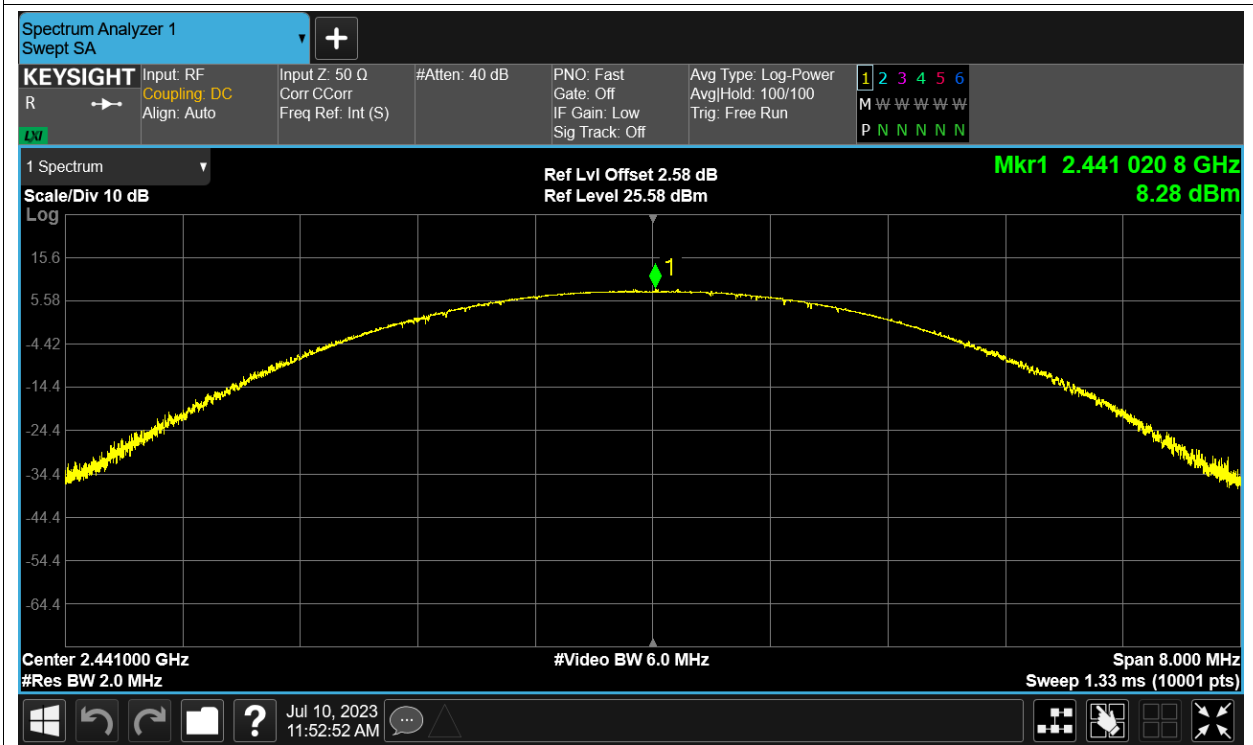 Spectrum Analyzer 1
Swept SA
KEYSIGHT
R
LXI
Input: RF
Coupling: DC
Align: Auto
Input Z: 50 Ω
Corr CCorr
Freq Ref: Int (S)
#Atten: 40 dB
PNO: Fast
Gate: Off
IF Gain: Low
Sig Track: Off
Avg Type: Log-Power
Avg|Hold: 100/100
Trig: Free Run
1 2 3 4 5 6
M W W W W W
P N N N N N
1 Spectrum
Scale/Div 10 dB
Log
Ref Lvl Offset 2.58 dB
Ref Level 25.58 dBm
Mkr1 2.441 020 8 GHz
8.28 dBm
1
15.6
5.58
-4.42
-14.4
-24.4
-34.4
-44.4
-54.4
-64.4
Center 2.441000 GHz
#Res BW 2.0 MHz
#Video BW 6.0 MHz
Span 8.000 MHz
Sweep 1.33 ms (10001 pts)
?
Jul 10, 2023
11:52:52 AM